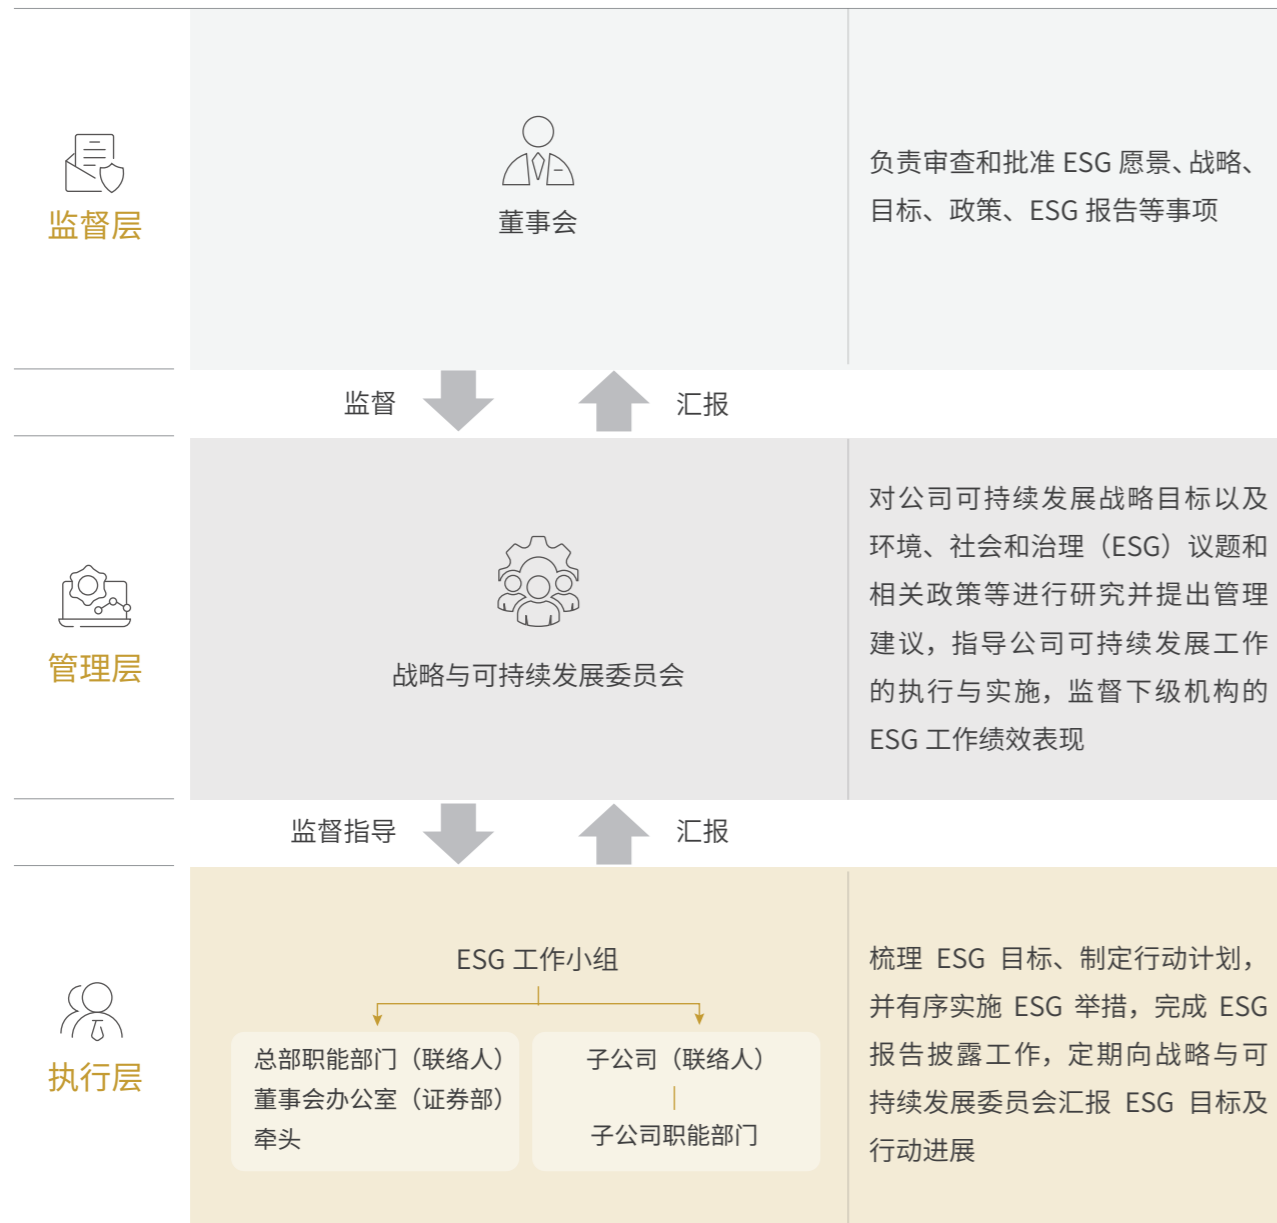 监督层
董事会
负责审查和批准 ESG 愿景、战略、
目标、政策、ESG 报告等事项
监督
汇报
管理层
战略与可持续发展委员会
对公司可持续发展战略目标以及
环境、社会和治理（ESG）议题和
相关政策等进行研究并提出管理
建议，指导公司可持续发展工作
的执行与实施，监督下级机构的
ESG 工作绩效表现
监督指导
汇报
执行层
ESG 工作小组
总部职能部门（联络人）
董事会办公室（证券部）
牵头
子公司（联络人）
子公司职能部门
梳理 ESG 目标、制定行动计划，
并有序实施 ESG 举措，完成 ESG
报告披露工作，定期向战略与可
持续发展委员会汇报 ESG 目标及
行动进展